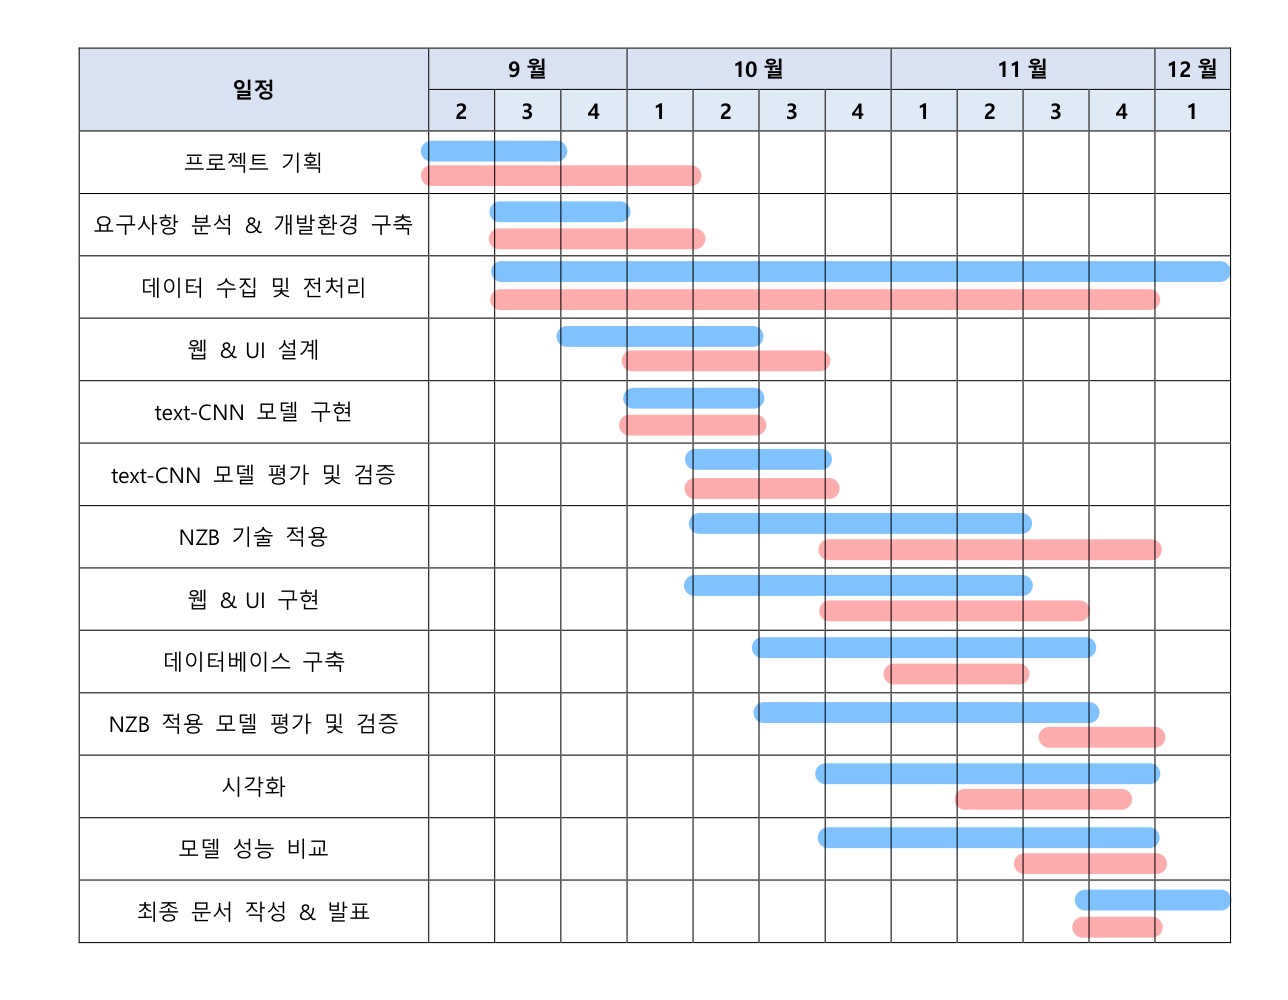 일정 9 월 10 월 11 월 12 월
2 3 4 1 2 3 4 1 2 3 4 1
프로젝트 기획
요구사항 분석 & 개발환경 구축
데이터 수집 및 전처리
웹 & UI 설계
text-CNN 모델 구현
text-CNN 모델 평가 및 검증
NZB 기술 적용
웹 & UI 구현
데이터베이스 구축
NZB 적용 모델 평가 및 검증
시각화
모델 성능 비교
최종 문서 작성 & 발표